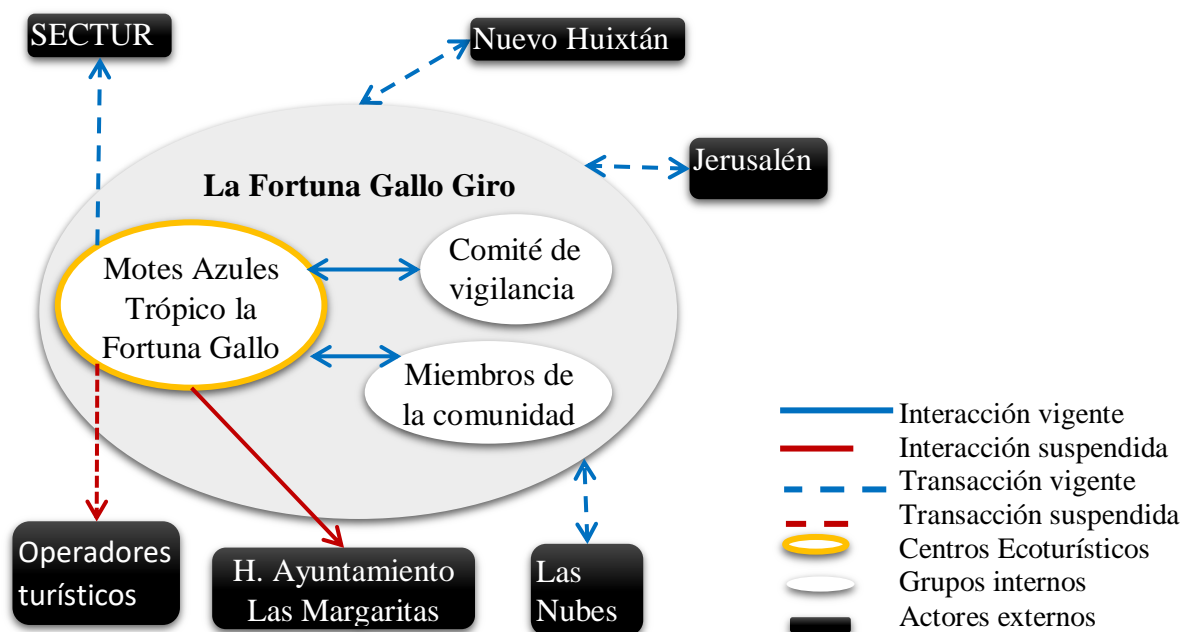 SECTUR
Nuevo Huixtán
Jerusalén
La Fortuna Gallo Giro
Motes Azules
Trópico la
Fortuna Gallo
Comité de
vigilancia
Miembros de
la comunidad
Operadores
turísticos
H. Ayuntamiento
Las Margaritas
Las
Nubes
Interacción vigente
Interacción suspendida
Transacción vigente
Transacción suspendida
Centros Ecoturísticos
Grupos internos
Actores externos